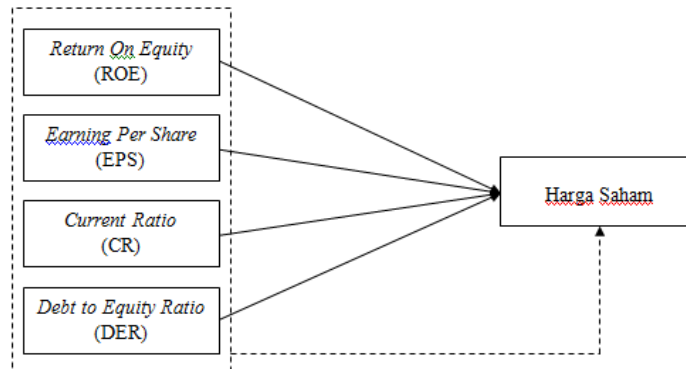 Return On Equity
(ROE)
Earning Per Share
(EPS)
Current Ratio
(CR)
Debt to Equity Ratio
(DER)
Harga Saham